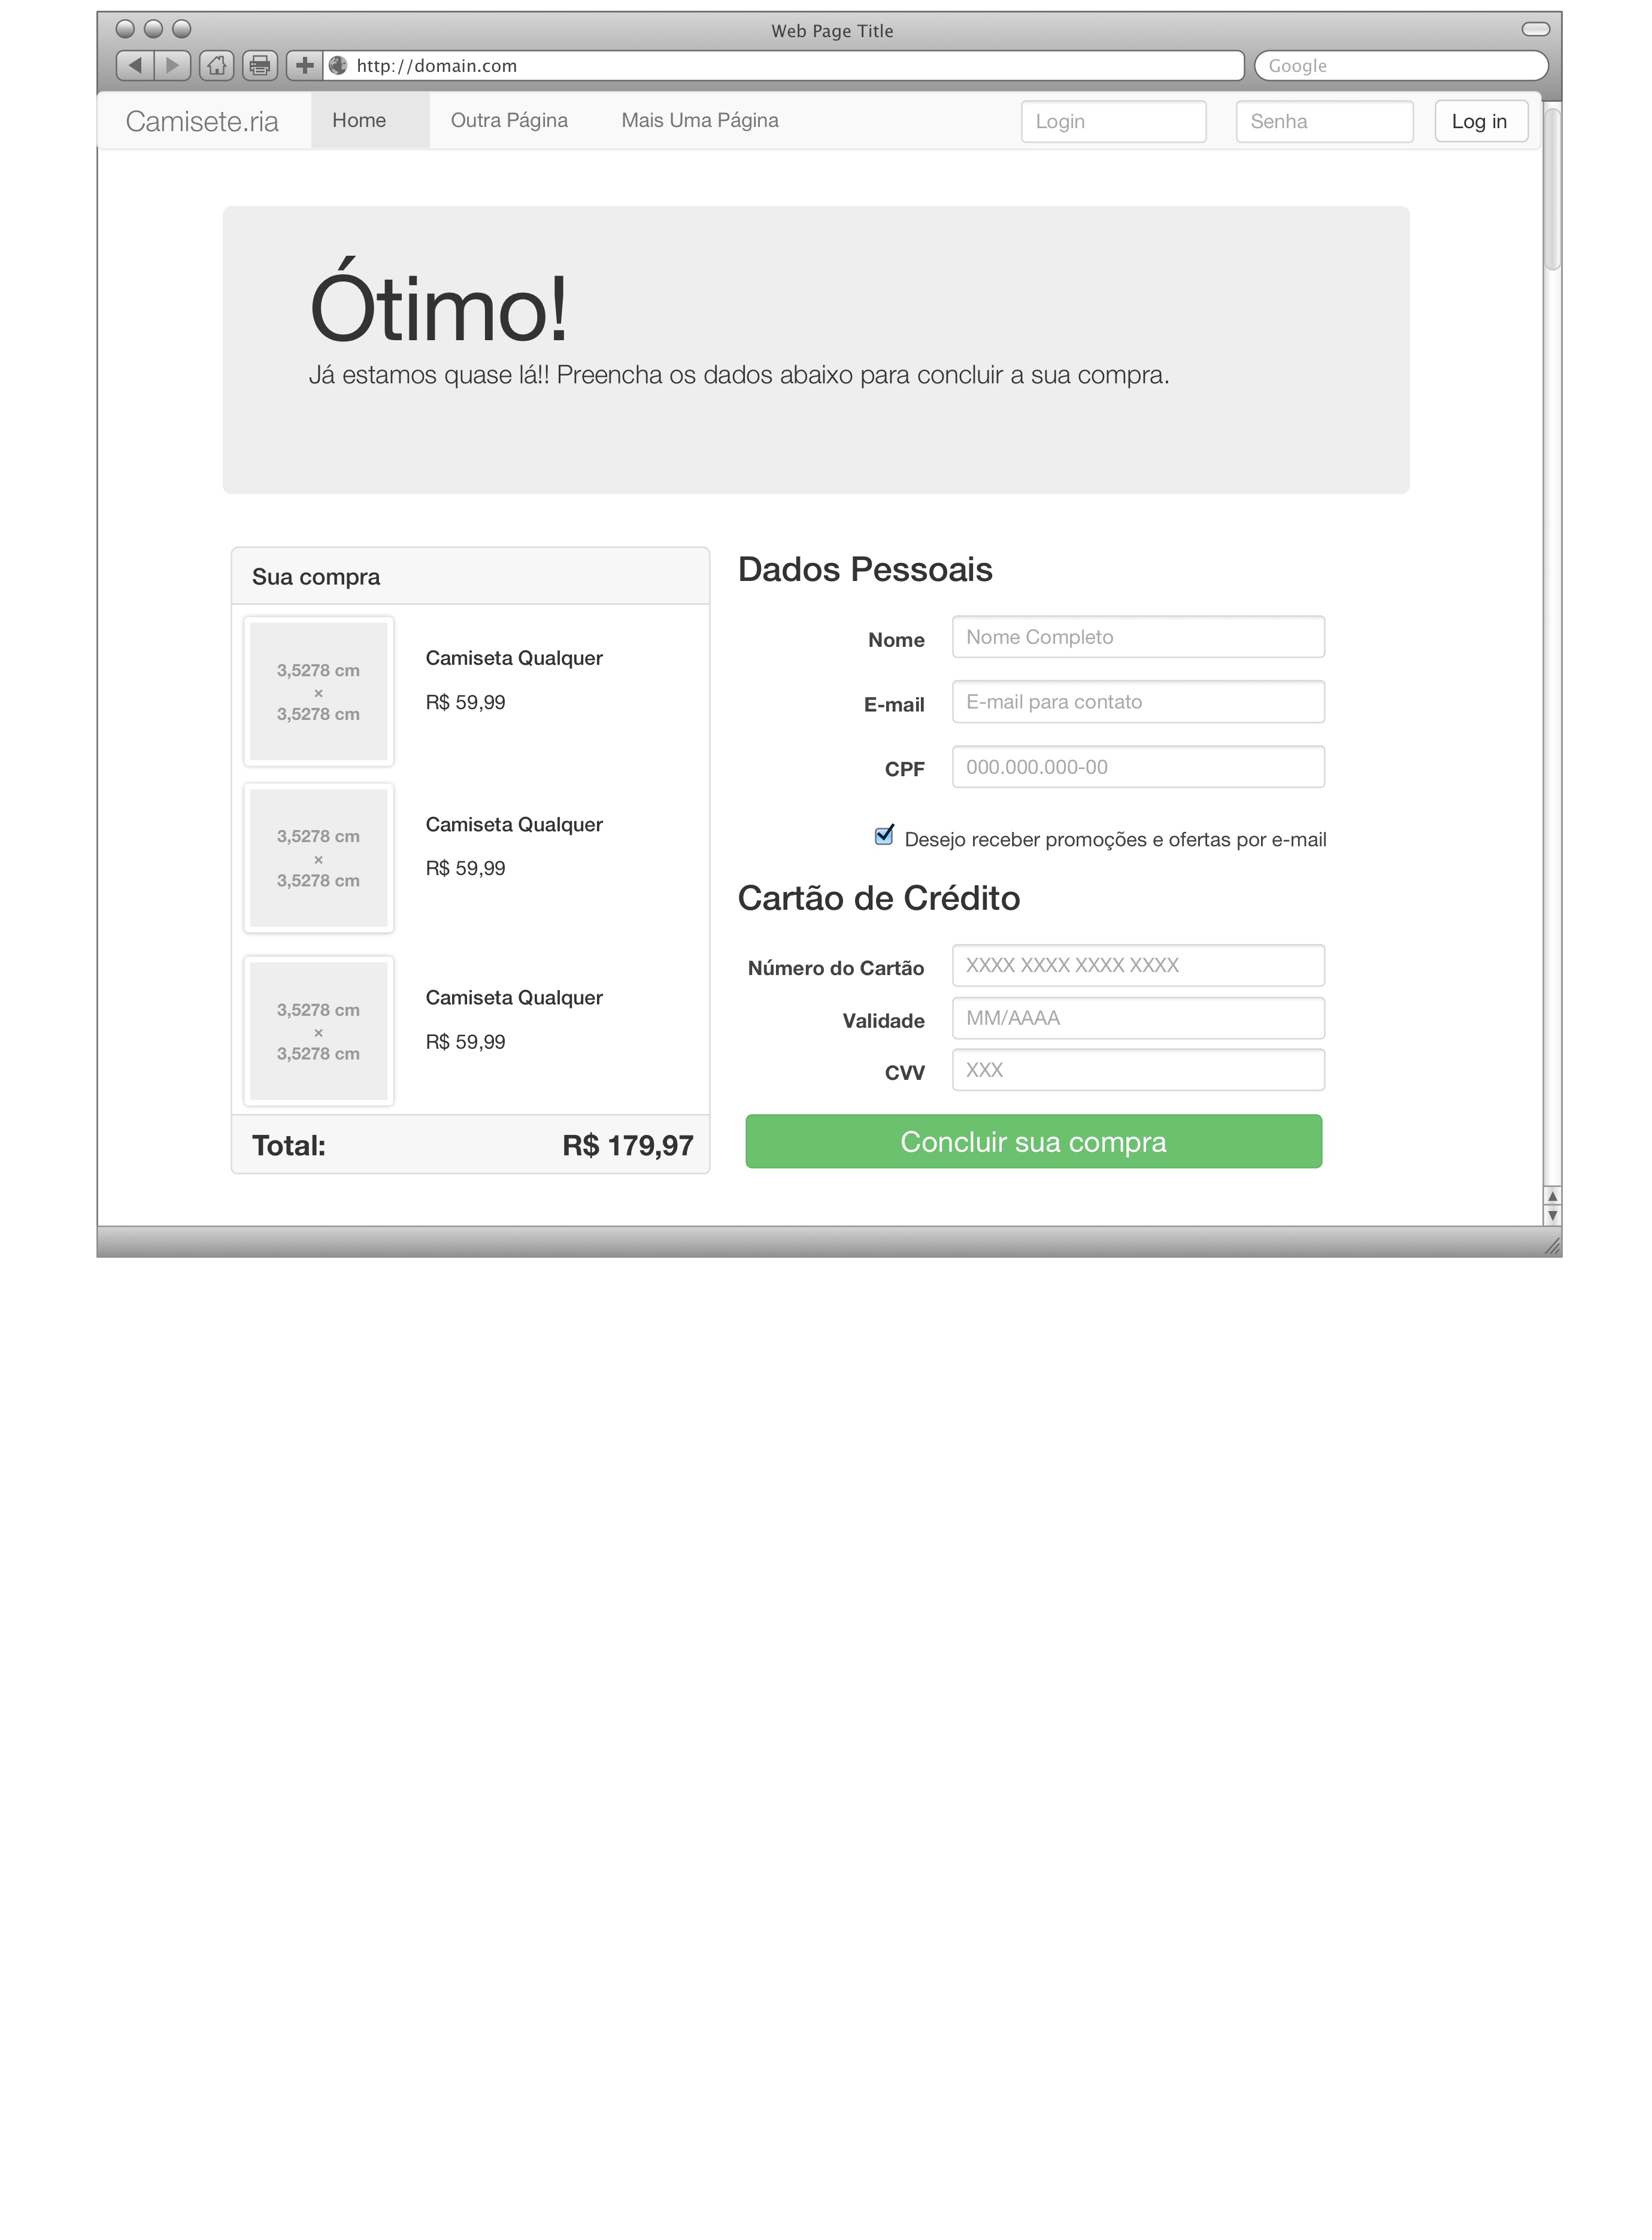 Web Page Title
http://domain.com
Google
Camisete.ria
Home
Outra Página
Mais Uma Página
Login
Senha
Log in
Ótimo!
Já estamos quase lá!! Preencha os dados abaixo para concluir a sua compra.
Sua compra
3,5278 cm
×
3,5278 cm
Camiseta Qualquer
R$ 59,99
3,5278 cm
×
3,5278 cm
Camiseta Qualquer
R$ 59,99
3,5278 cm
×
3,5278 cm
Camiseta Qualquer
R$ 59,99
Total:
R$ 179,97
Dados Pessoais
Nome
Nome Completo
E-mail
E-mail para contato
CPF
000.000.000-00
Desejo receber promoções e ofertas por e-mail
Cartão de Crédito
Número do Cartão
XXXX XXXX XXXX XXXX
Validade
MM/AAAA
CVV
XXX
Concluir sua compra